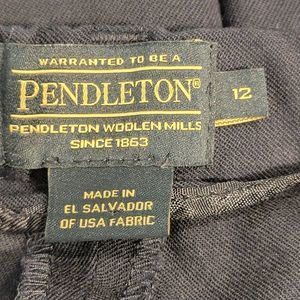 WARRANTED TO BE A
PENDLETON®
12
PENDLETON WOOLEN MILLS
SINCE 1863
MADE IN
EL SALVADOR
OF USA FABRIC